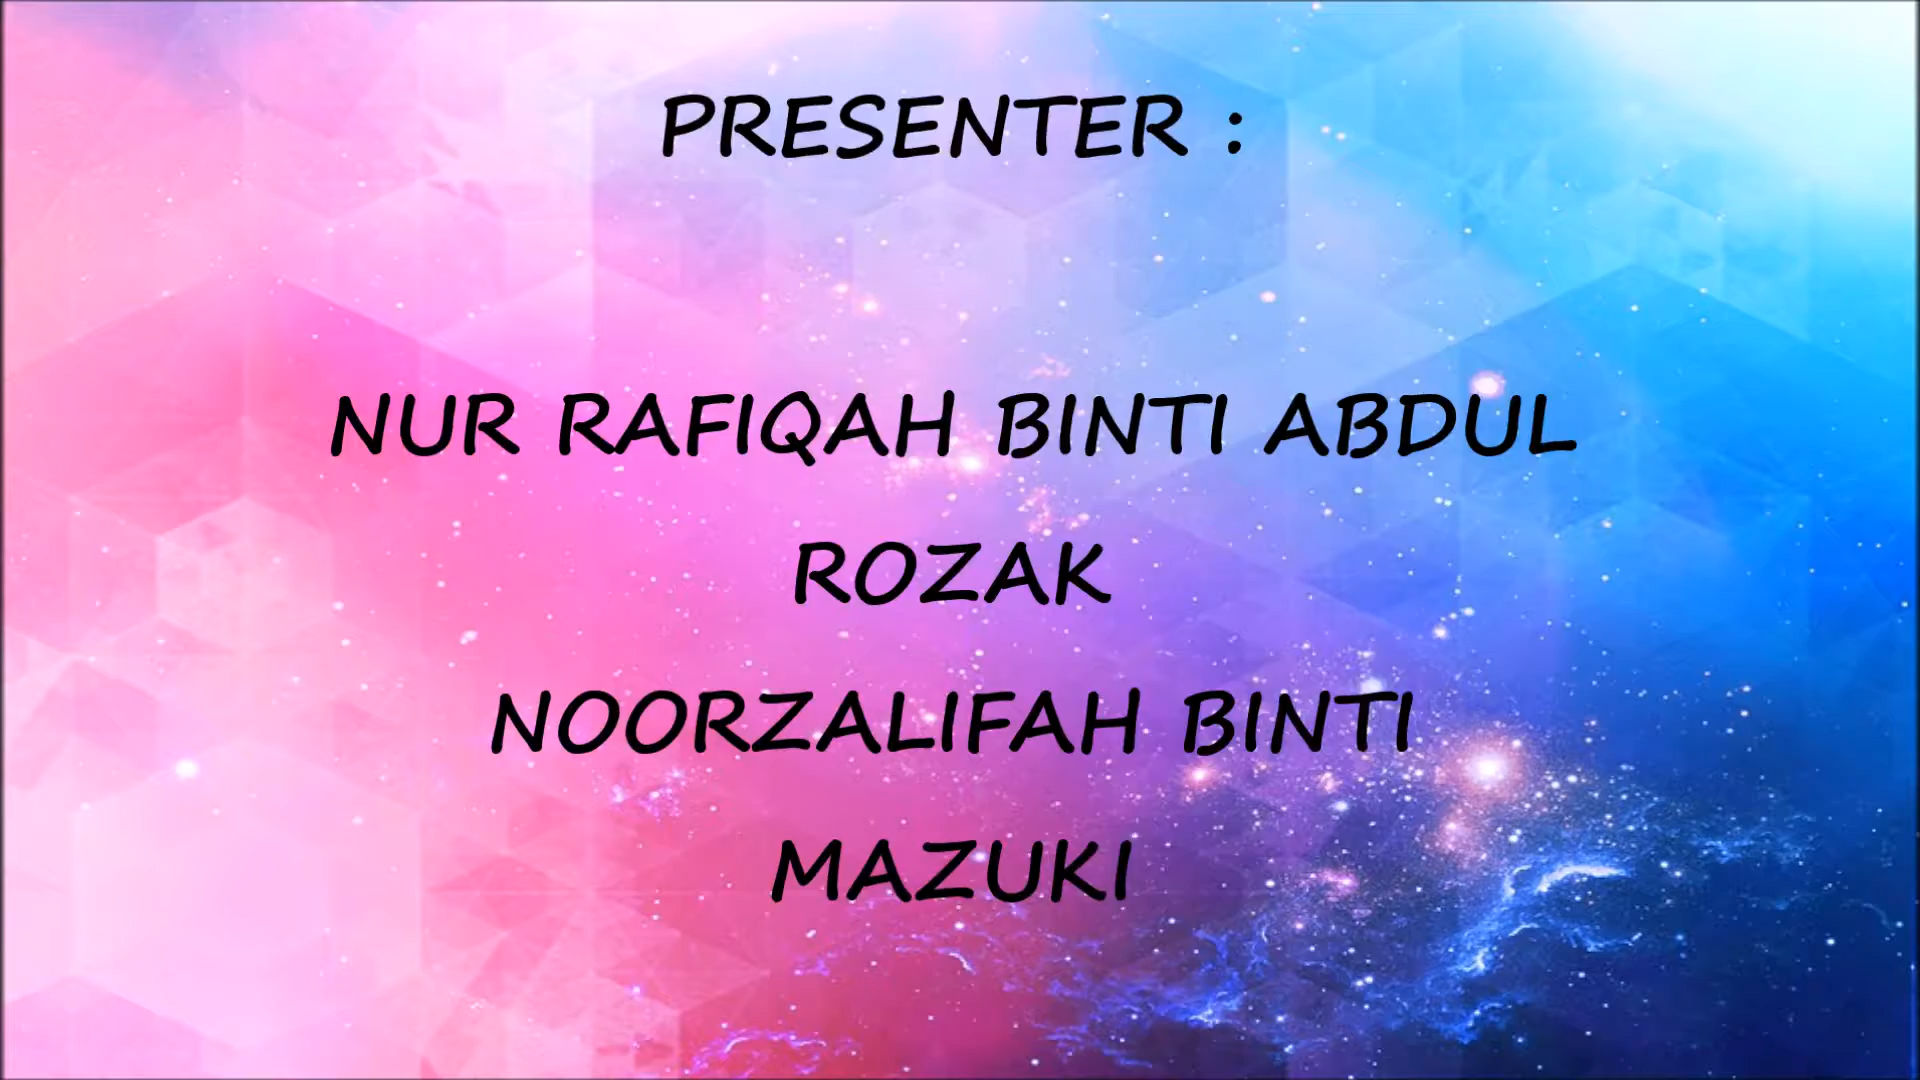 PRESENTER :
NUR RAFIQAH BINTI ABDUL
ROZAK
NOORZALIFAH BINTI
MAZUKI